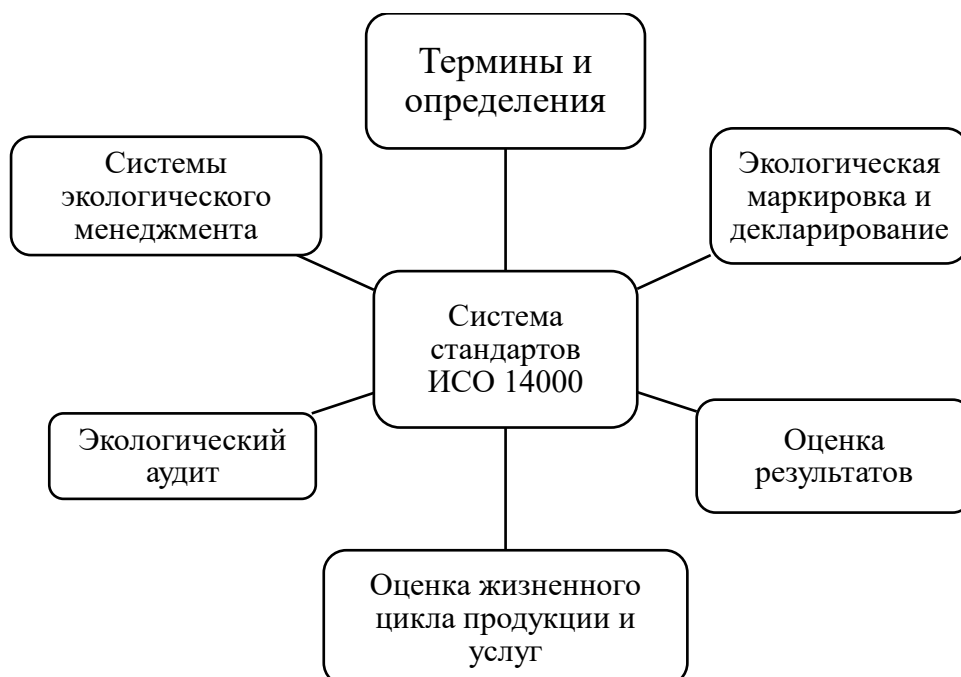 Термины и
определения
Системы
экологического
менеджмента
Экологическая
маркировка и
декларирование
Система
стандартов
ИСО 14000
Экологический
аудит
Оценка
результатов
Оценка жизненного
цикла продукции и
услуг